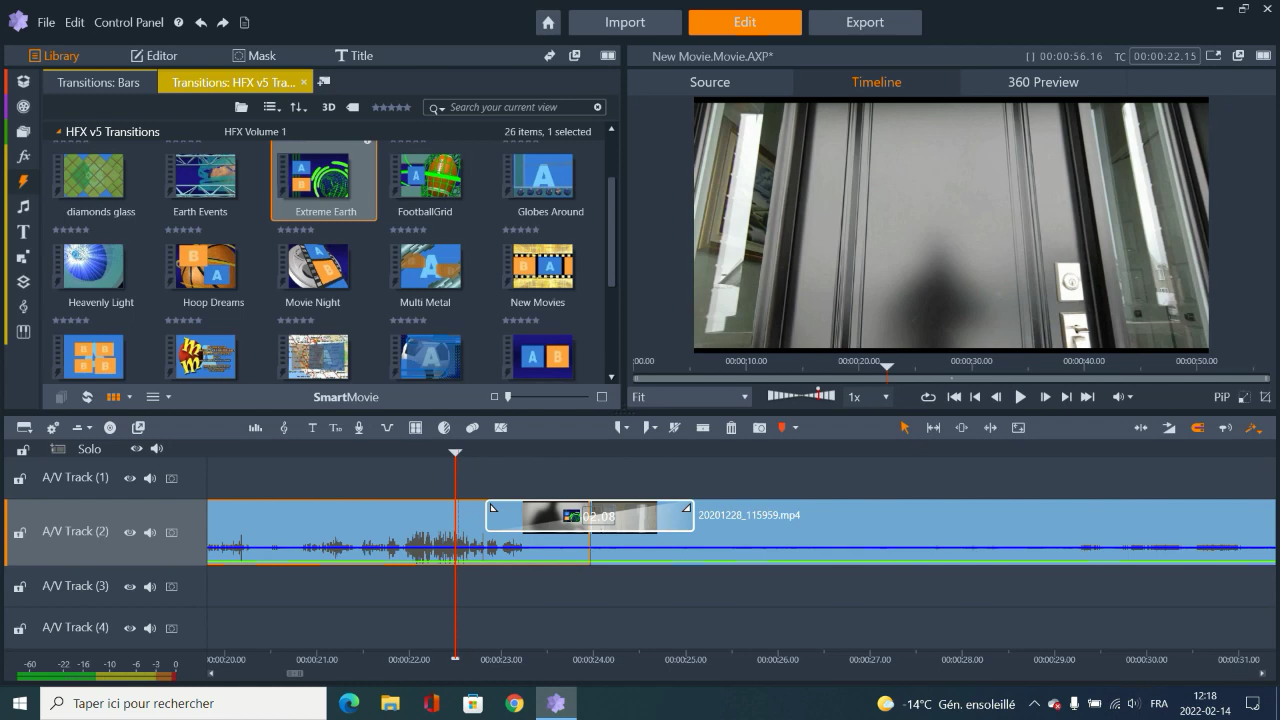 File Edit Control Panel
Import
Edit
Export
Library
Editor
Mask
Title
New Movie.Movie.AXP*
[ ] 00:00:56.16
TC 00:00:22.15
Transitions: Bars
Transitions: HFX v5 Tra...
Source
Timeline
360 Preview
3D
Search your current view
HFX v5 Transitions
HFX Volume 1
26 items, 1 selected
diamonds glass
Earth Events
Extreme Earth
FootballGrid
Globes Around
Heavenly Light
Hoop Dreams
Movie Night
Multi Metal
New Movies
SmartMovie
:00.00
00:00:10.00
00:00:20.00
00:00:30.00
00:00:40.00
00:00:50.00
Fit
1x
PiP
Solo
A/V Track (1)
A/V Track (2)
02.08
20201228_115959.mp4
A/V Track (3)
A/V Track (4)
-60 -22 -16 -10 -6 -3 0
00:00:20.00
00:00:21.00
00:00:22.00
00:00:23.00
00:00:24.00
00:00:25.00
00:00:26.00
00:00:27.00
00:00:28.00
00:00:29.00
00:00:30.00
00:00:31.00
Taper ici pour rechercher
-14°C Gén. ensoleillé
FRA
12:18
2022-02-14